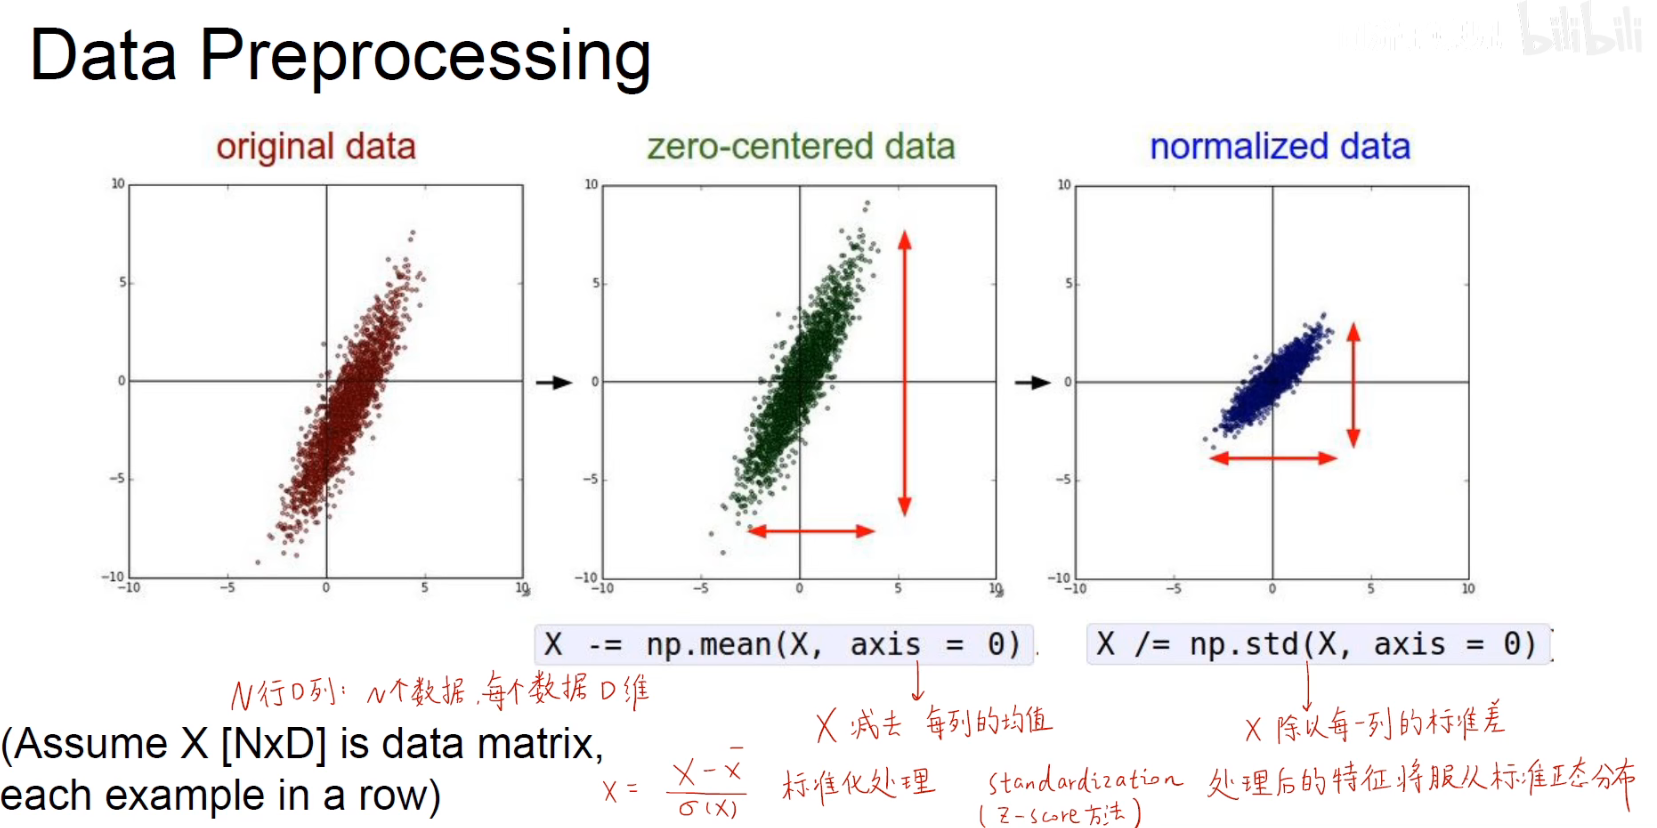 Data Preprocessing
bilibili
original data
zero-centered data
normalized data
10
5
0
−5
−10
−10
−5
0
5
10
10
5
0
−5
−10
−10
−5
0
5
10
10
5
0
−5
−10
−10
−5
0
5
10
X -= np.mean(X, axis = 0)
X /= np.std(X, axis = 0)
N行D列: N个数据,每个数据D维
X 减去 每列的均值
X 除以每一列的标准差
(Assume X [NxD] is data matrix,
each example in a row)
X = X - x̄ / σ(X)
标准化处理
standardization
(Z-score方法)
处理后的特征将服从标准正态分布